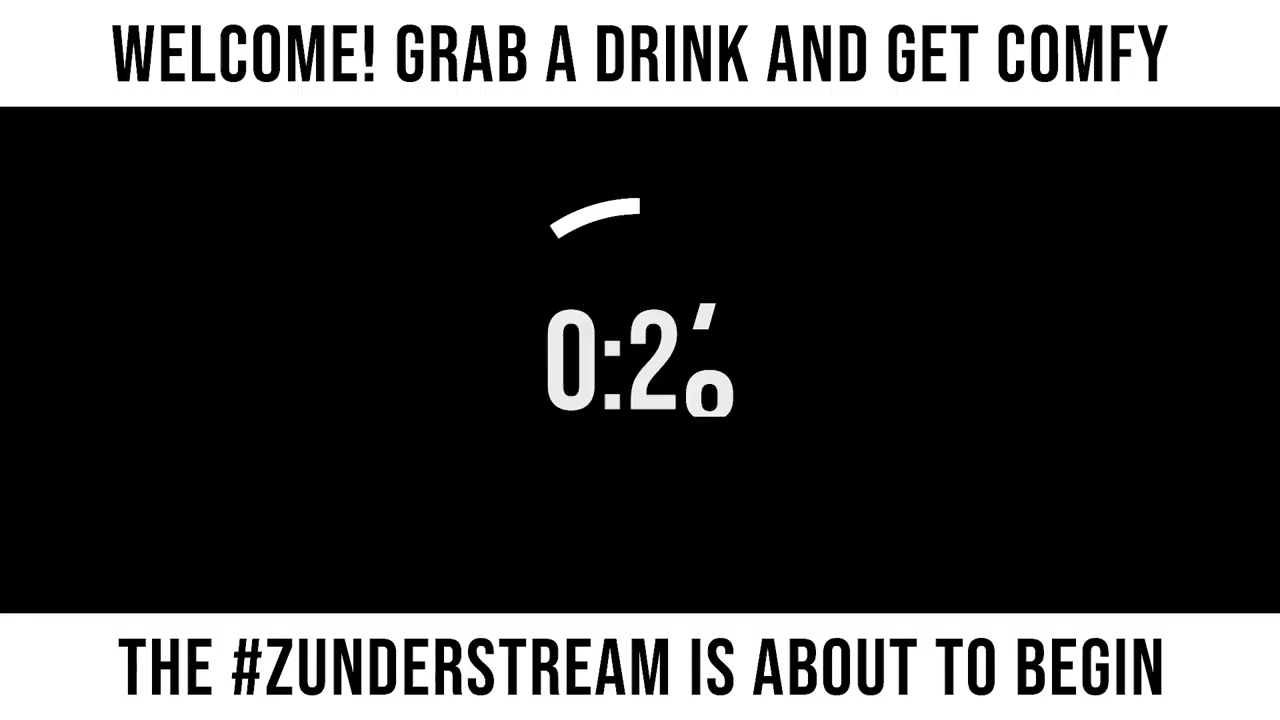 WELCOME! GRAB A DRINK AND GET COMFY
0:2
THE #ZUNDERSTREAM IS ABOUT TO BEGIN